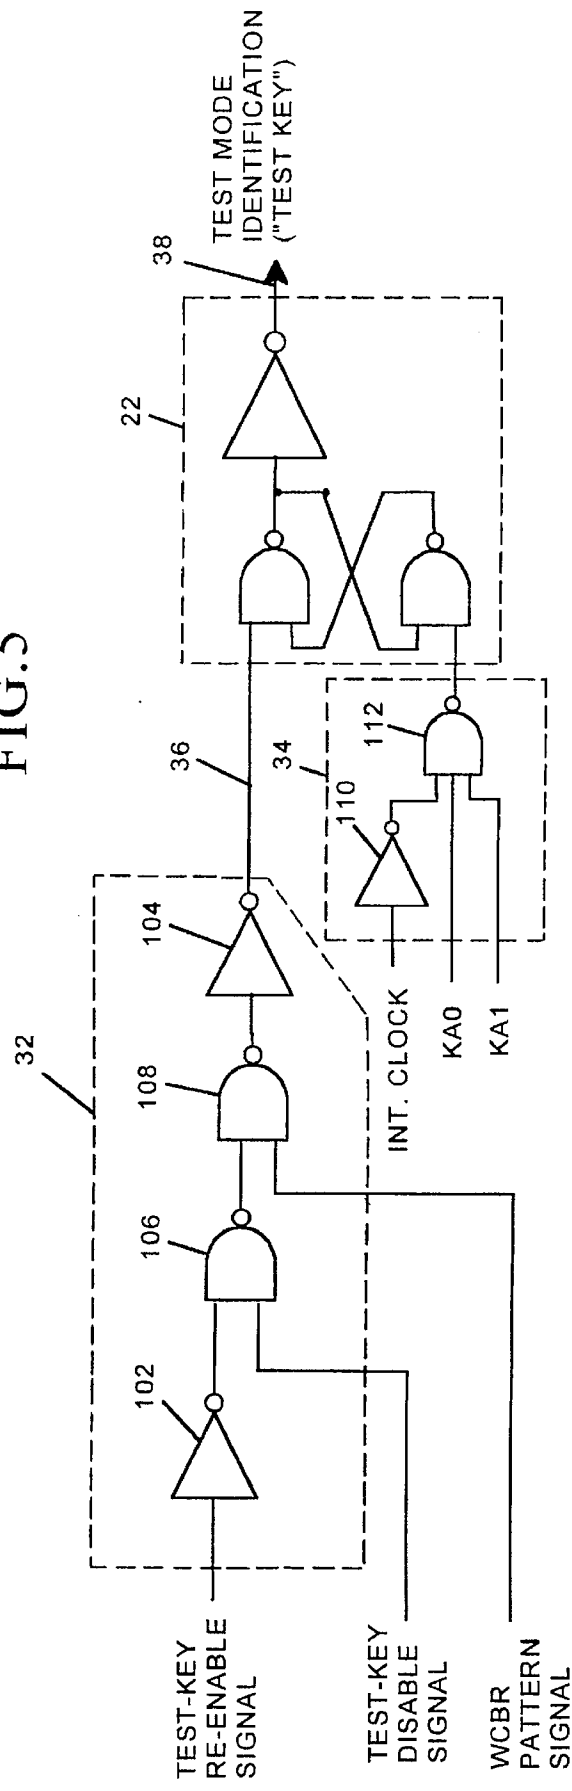 FIG.5
32
102
106
108
104
36
34
110
112
22
38
TEST MODE
IDENTIFICATION
("TEST KEY")
TEST-KEY
RE-ENABLE
SIGNAL
TEST-KEY
DISABLE
SIGNAL
WCBR
PATTERN
SIGNAL
INT. CLOCK
KA0
KA1